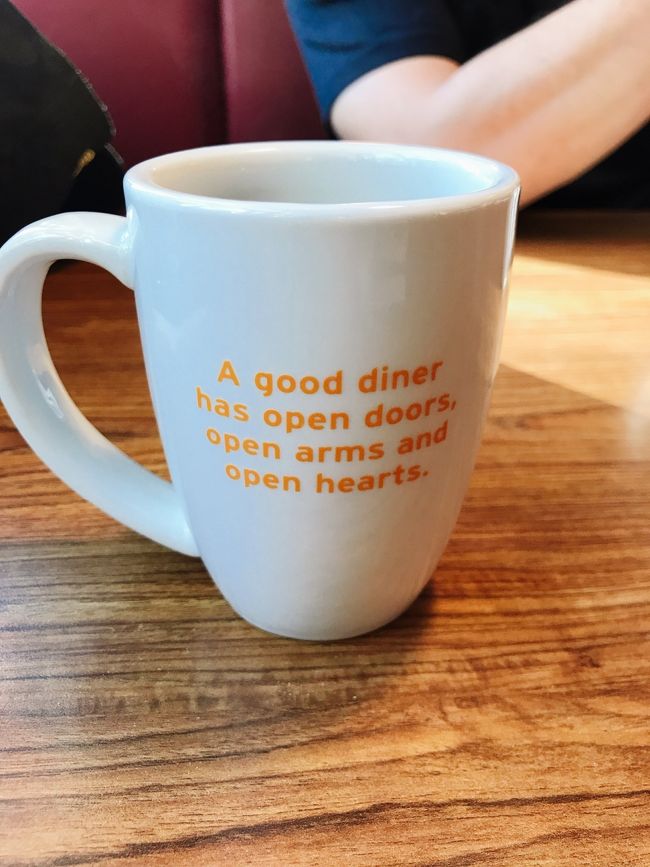 A good diner
has open doors,
open arms and
open hearts.